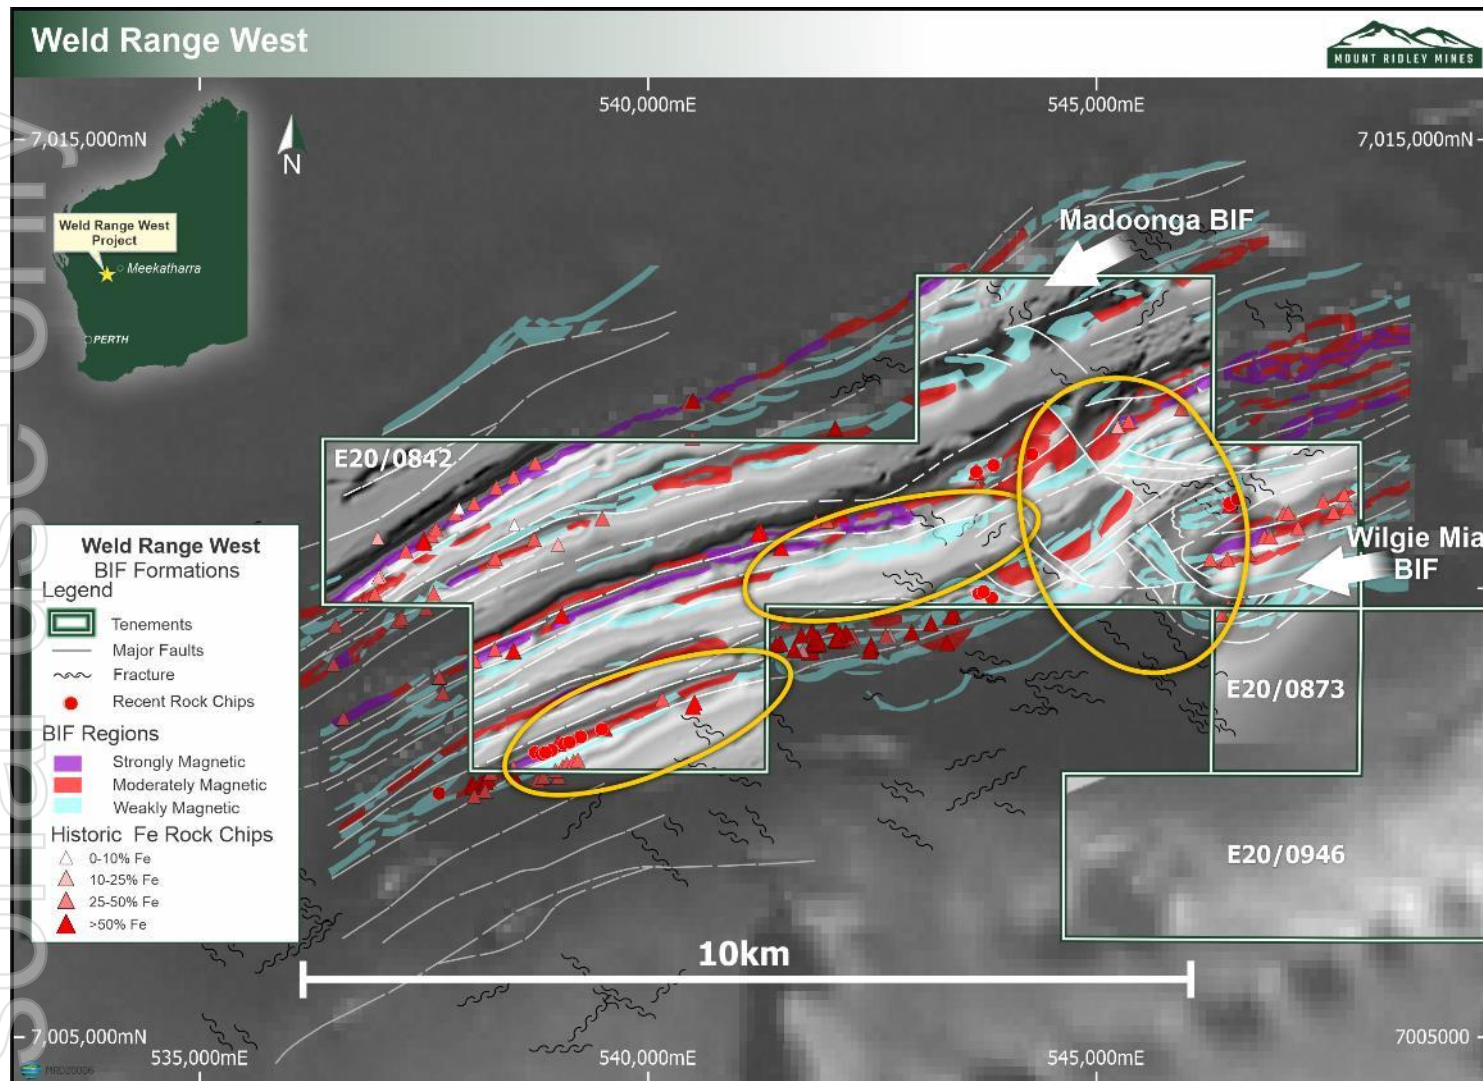 Weld Range West
MOUNT RIDLEY MINES
540,000mE
545,000mE
7,015,000mN
7,015,000mN
N
Weld Range West
Project
Meekatharra
PERTH
Madoonga BIF
E20/0842
Wilgie Mia
BIF
E20/0873
E20/0946
Weld Range West
BIF Formations
Legend
Tenements
Major Faults
Fracture
Recent Rock Chips
BIF Regions
Strongly Magnetic
Moderately Magnetic
Weakly Magnetic
Historic Fe Rock Chips
0-10% Fe
10-25% Fe
25-50% Fe
>50% Fe
10km
7,005,000mN
7005000
535,000mE
540,000mE
545,000mE
MRD20006
sonal use only